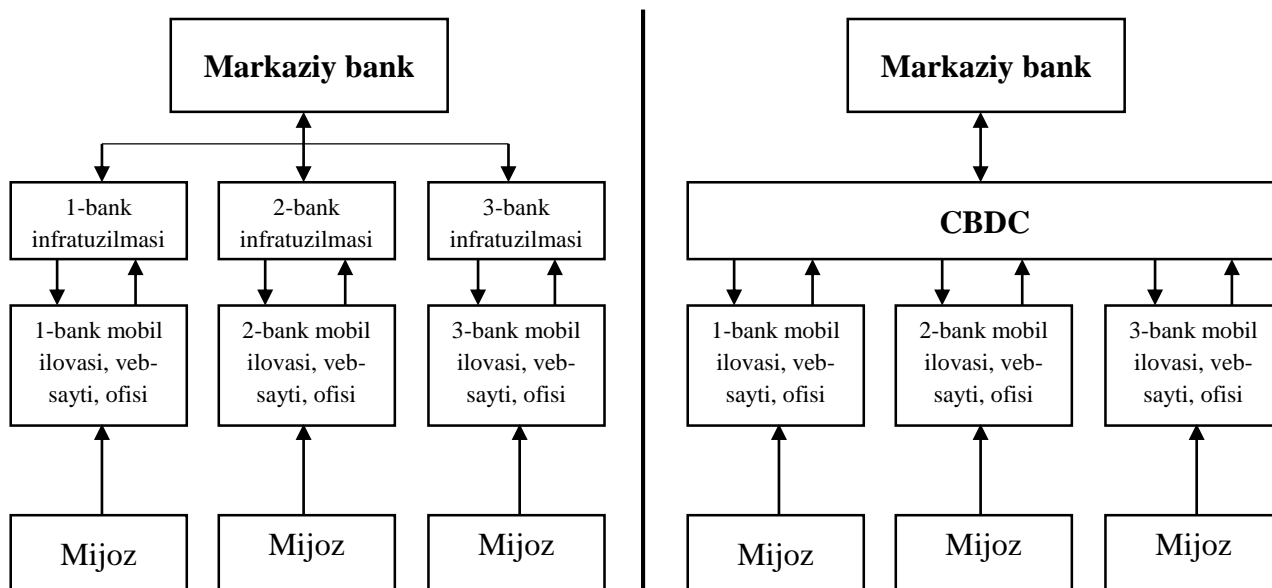 Markaziy bank
1-bank
infratuzilmasi
2-bank
infratuzilmasi
3-bank
infratuzilmasi
1-bank mobil
ilovasi, veb-
sayti, ofisi
2-bank mobil
ilovasi, veb-
sayti, ofisi
3-bank mobil
ilovasi, veb-
sayti, ofisi
Mijoz
Mijoz
Mijoz
Markaziy bank
CBDC
1-bank mobil
ilovasi, veb-
sayti, ofisi
2-bank mobil
ilovasi, veb-
sayti, ofisi
3-bank mobil
ilovasi, veb-
sayti, ofisi
Mijoz
Mijoz
Mijoz